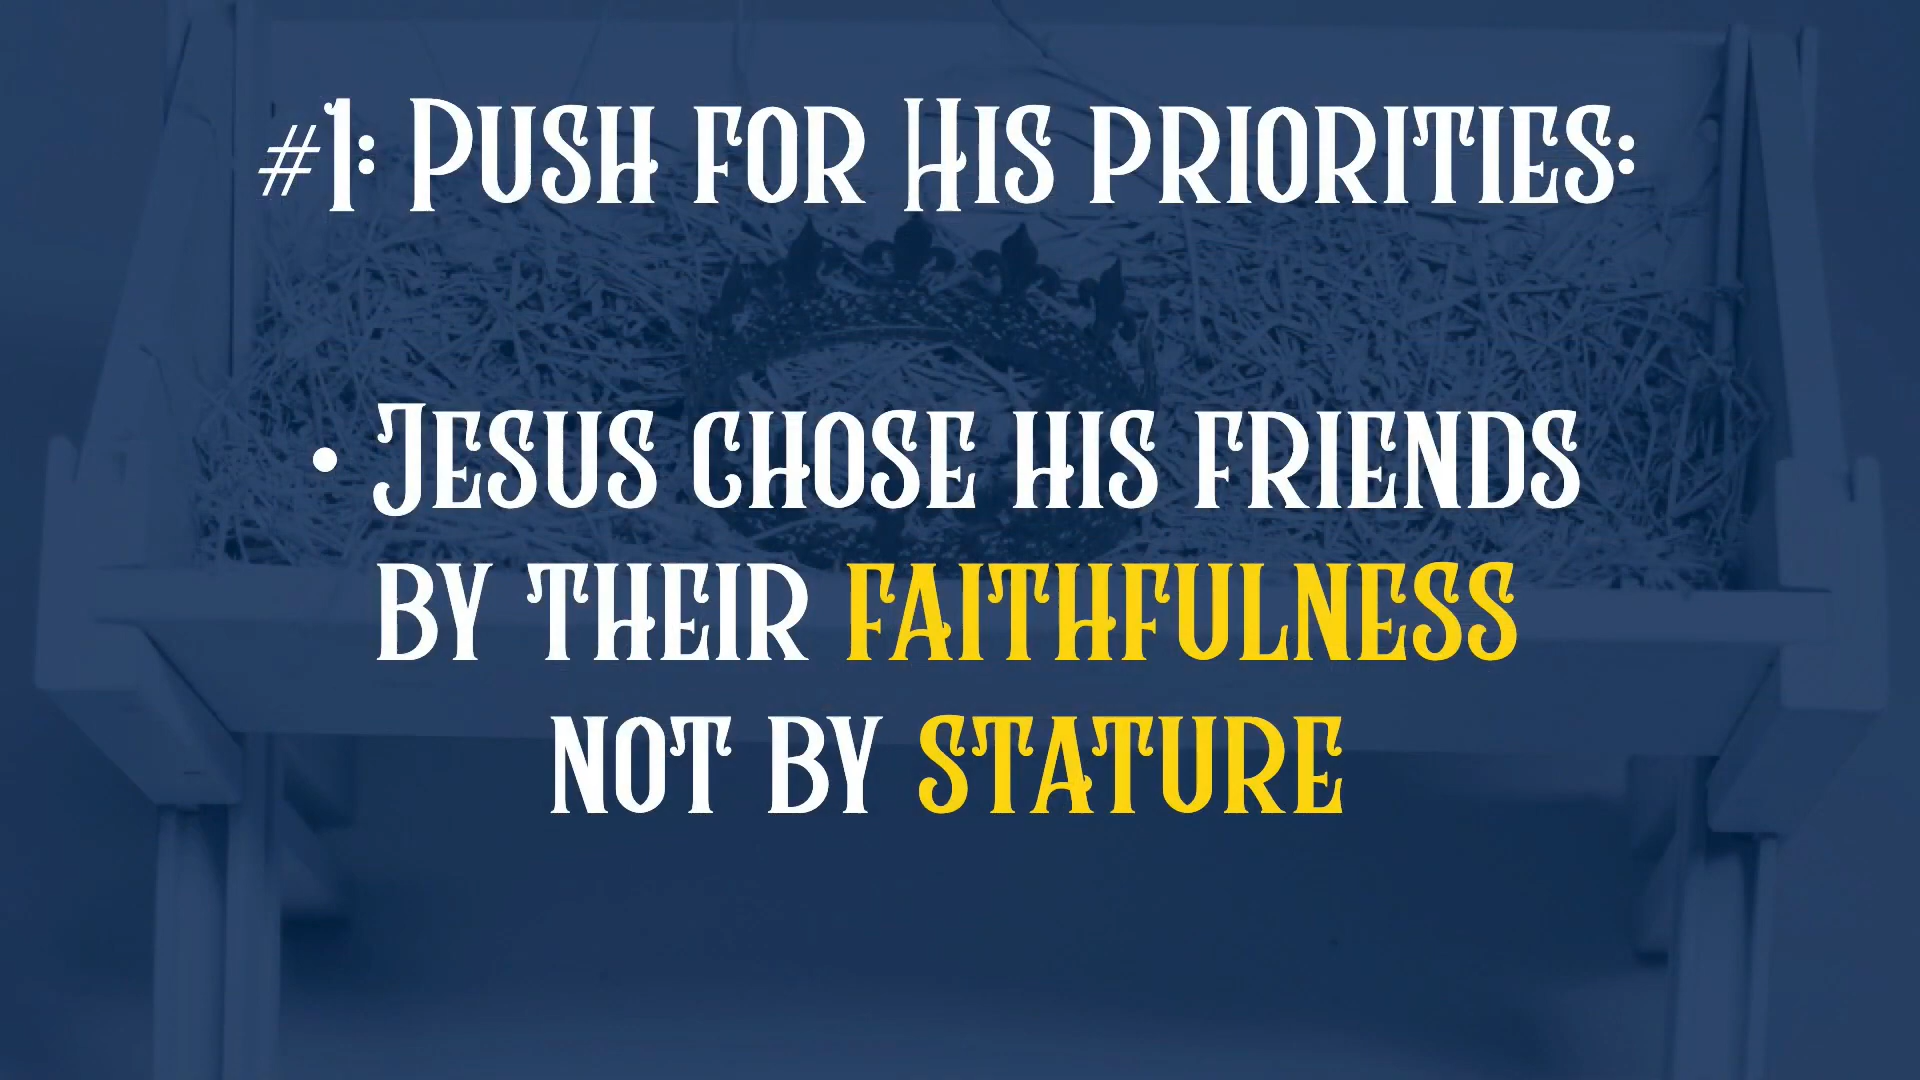 #1: Push for His priorities:
• Jesus chose his friends
by their faithfulness
not by stature